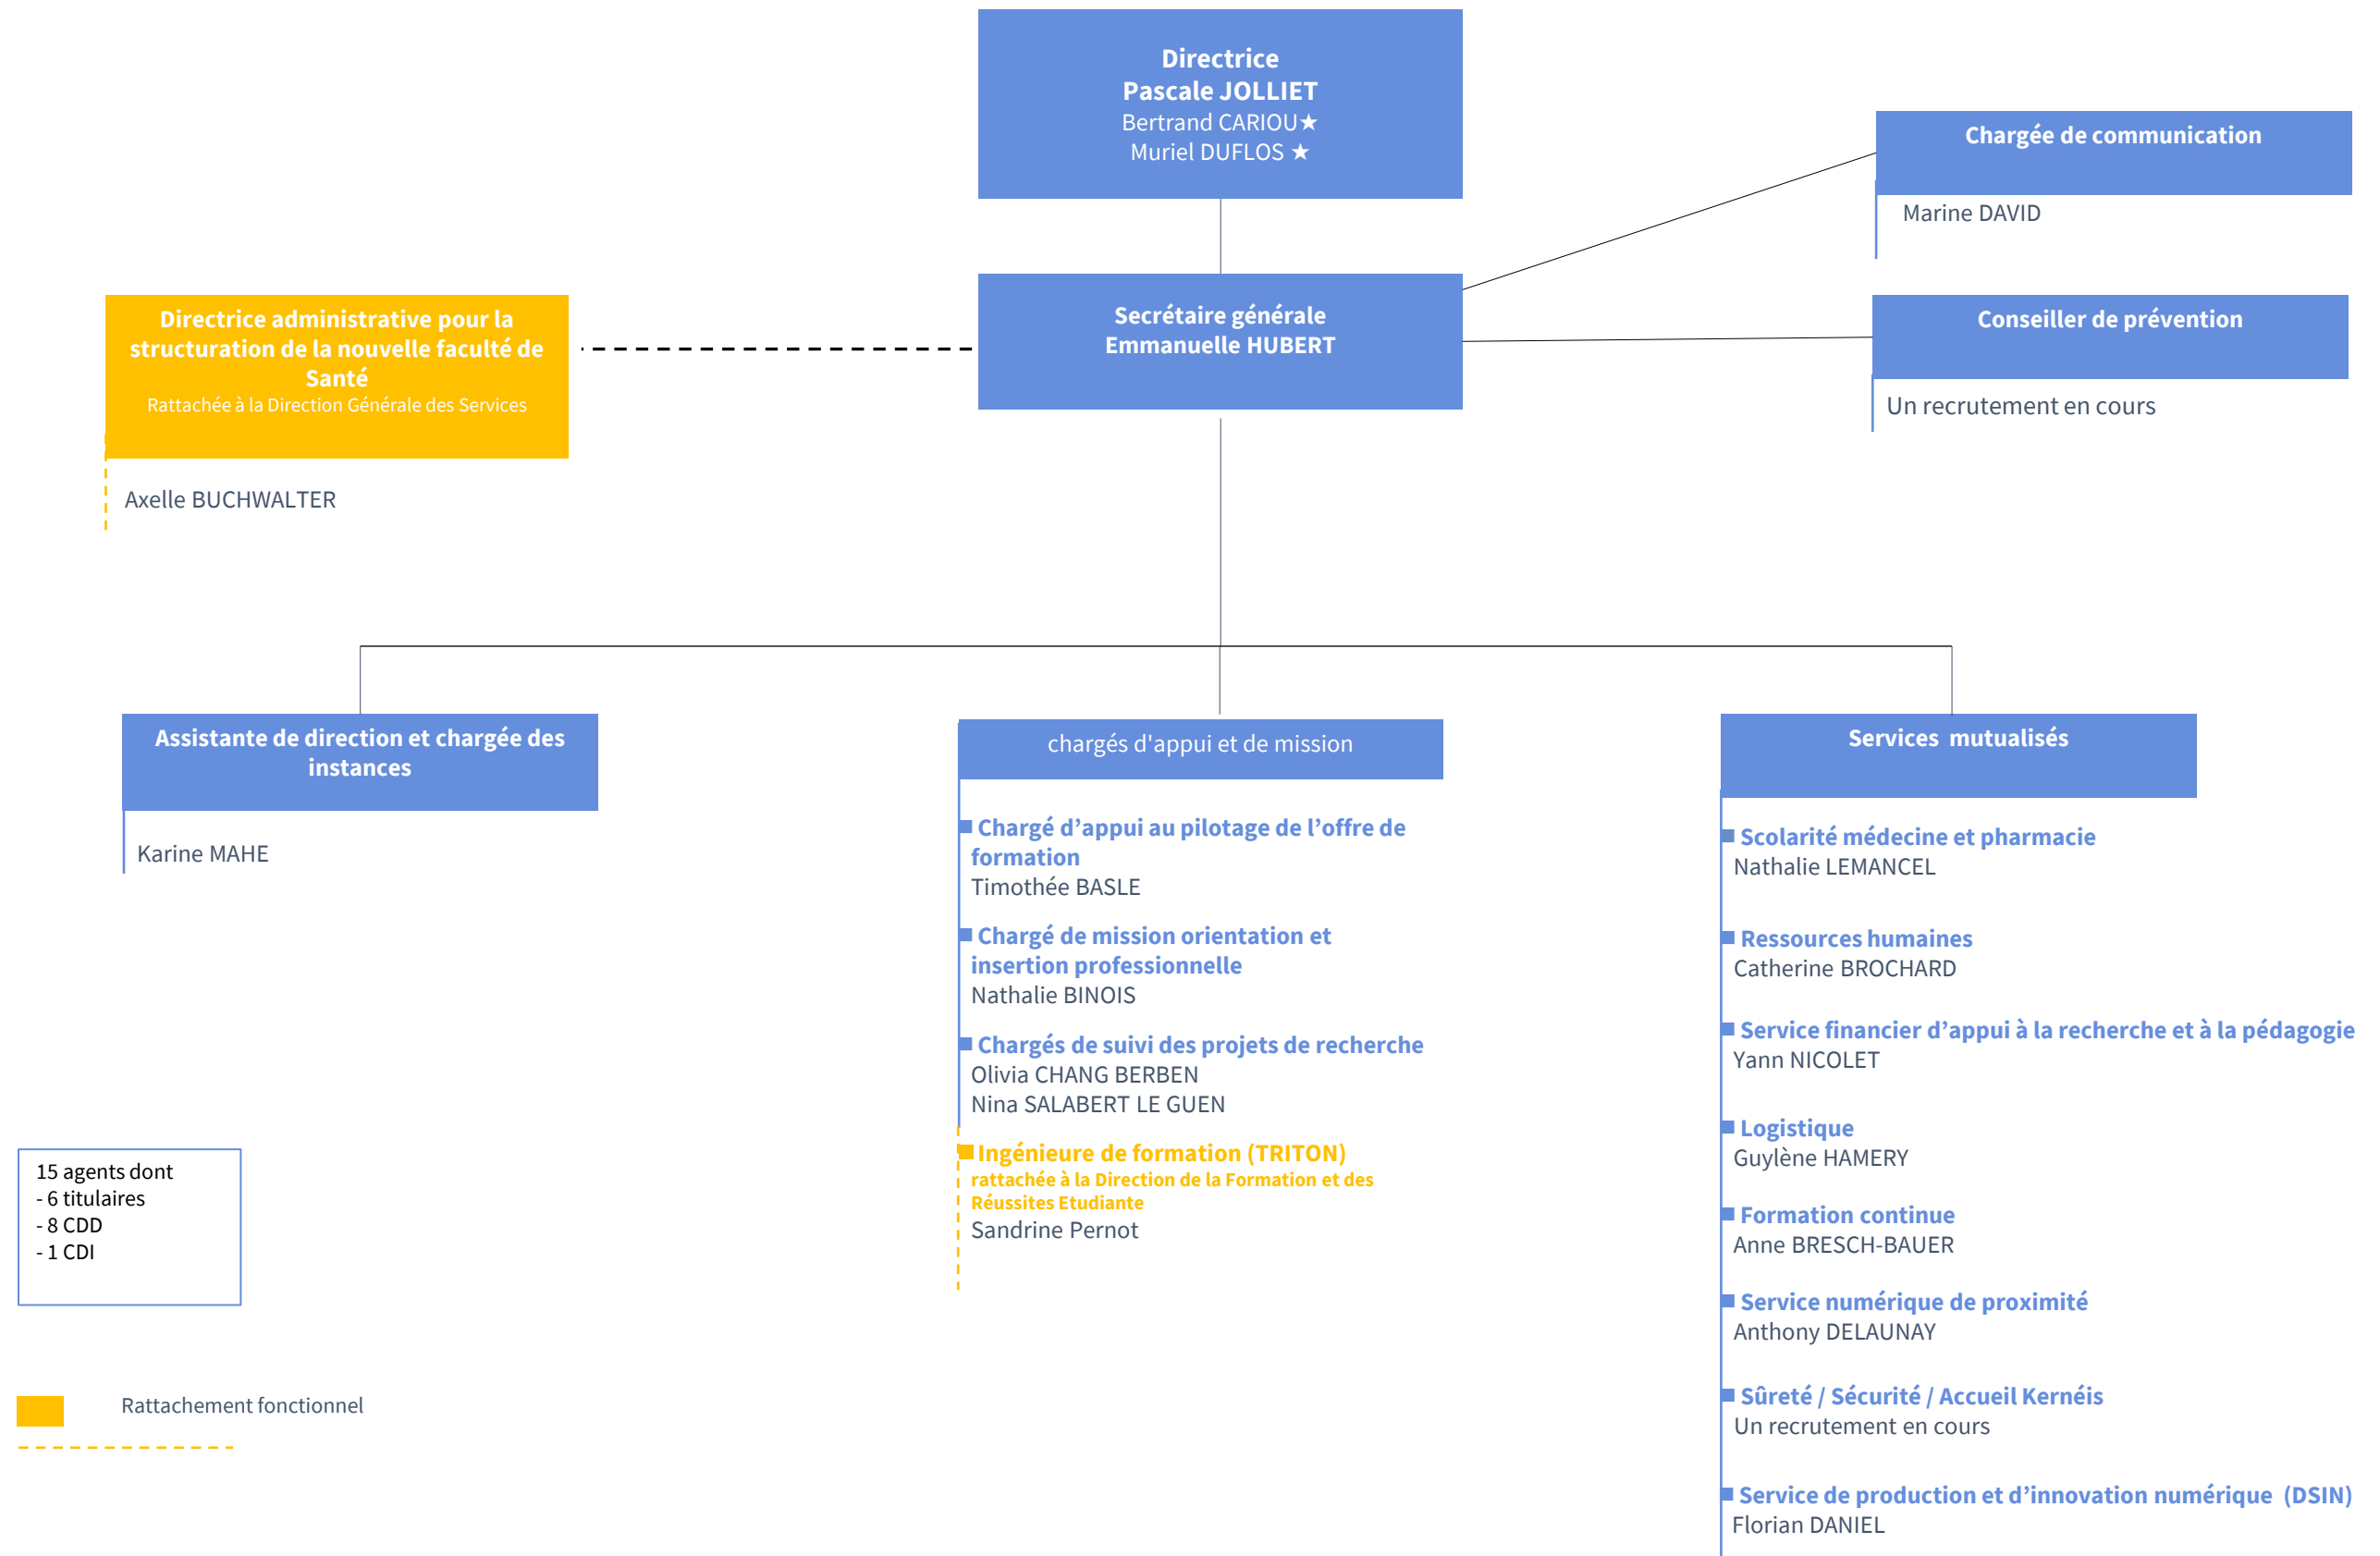 Directrice
Pascale JOLLIET
Bertrand CARIOU★
Muriel DUFLOS ★
Chargée de communication
Marine DAVID
Secrétaire générale
Emmanuelle HUBERT
Conseiller de prévention
Un recrutement en cours
Directrice administrative pour la
structuration de la nouvelle faculté de
Santé
Rattachée à la Direction Générale des Services
Axelle BUCHWALTER
Assistante de direction et chargée des
instances
Karine MAHE
chargés d'appui et de mission
Chargé d’appui au pilotage de l’offre de
formation
Timothée BASLE
Chargé de mission orientation et
insertion professionnelle
Nathalie BINOIS
Chargés de suivi des projets de recherche
Olivia CHANG BERBEN
Nina SALABERT LE GUEN
Ingénieure de formation (TRITON)
rattachée à la Direction de la Formation et des
Réussites Etudiante
Sandrine Pernot
Services mutualisés
Scolarité médecine et pharmacie
Nathalie LEMANCEL
Ressources humaines
Catherine BROCHARD
Service financier d’appui à la recherche et à la pédagogie
Yann NICOLET
Logistique
Guylène HAMERY
Formation continue
Anne BRESCH-BAUER
Service numérique de proximité
Anthony DELAUNAY
Sûreté / Sécurité / Accueil Kernéis
Un recrutement en cours
Service de production et d’innovation numérique (DSIN)
Florian DANIEL
15 agents dont
- 6 titulaires
- 8 CDD
- 1 CDI
Rattachement fonctionnel